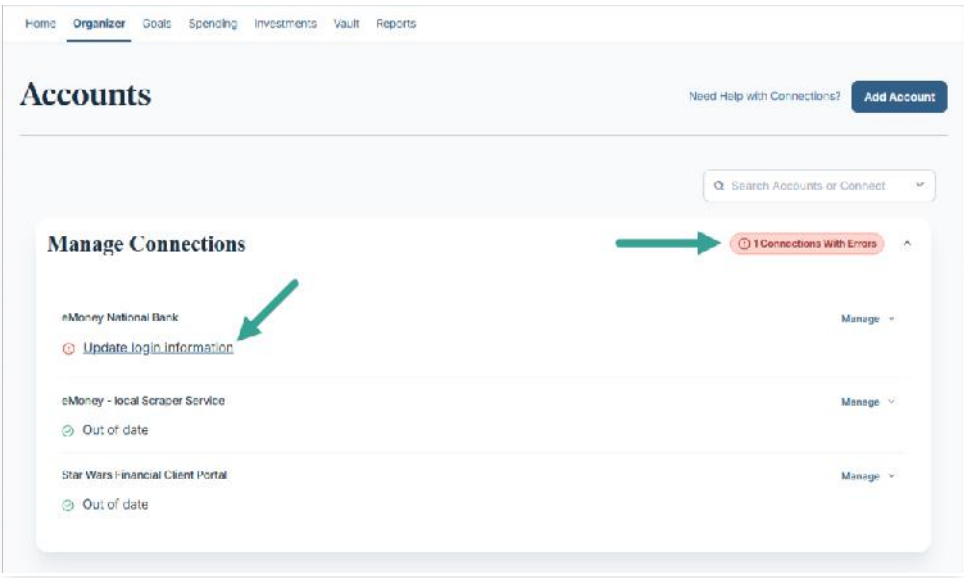 Home Organizer Goals Spending Investments Vault Reports
Accounts
Need Help with Connections? Add Account
Search Accounts or Connect
Manage Connections
1 Connections With Errors
eMoney National Bank
Manage
Update login information
eMoney - local Scraper Service
Manage
Out of date
Star Wars Financial Client Portal
Manage
Out of date